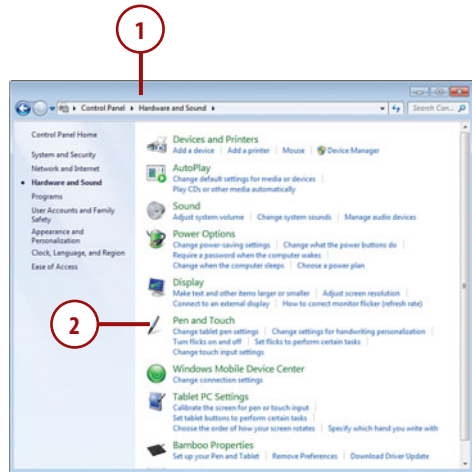 1
Control Panel ▸ Hardware and Sound ▸
Search Con...
Control Panel Home
System and Security
Network and Internet
Hardware and Sound
Programs
User Accounts and Family
Safety
Appearance and
Personalization
Clock, Language, and Region
Ease of Access
Devices and Printers
Add a device | Add a printer | Mouse | Device Manager
AutoPlay
Change default settings for media or devices |
Play CDs or other media automatically
Sound
Adjust system volume | Change system sounds | Manage audio devices
Power Options
Change power-saving settings | Change what the power buttons do |
Require a password when the computer wakes |
Change when the computer sleeps | Choose a power plan
Display
Make text and other items larger or smaller | Adjust screen resolution |
Connect to an external display | How to correct monitor flicker (refresh rate)
2
Pen and Touch
Change tablet pen settings | Change settings for handwriting personalization |
Turn flicks on and off | Set flicks to perform certain tasks |
Change touch input settings
Windows Mobile Device Center
Change connection settings
Tablet PC Settings
Calibrate the screen for pen or touch input |
Set tablet buttons to perform certain tasks |
Choose the order of how your screen rotates | Specify which hand you write with
Bamboo Properties
Set up your Pen and Tablet | Remove Preferences | Download Driver Update